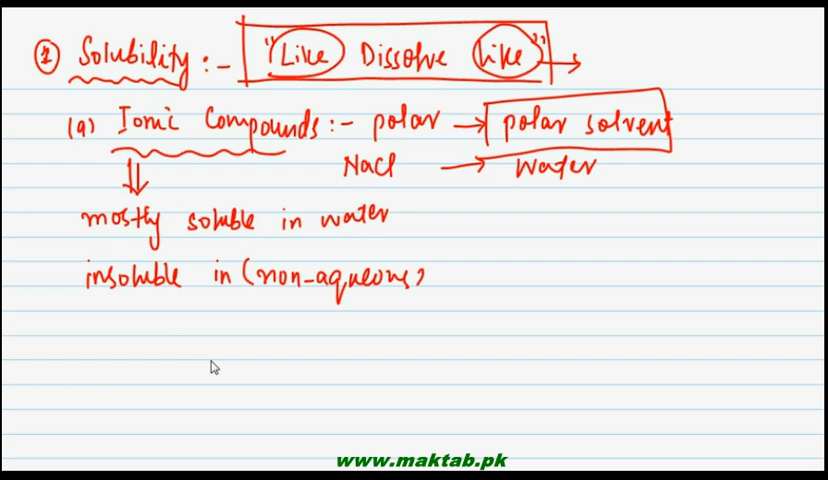 ① Solubility :- "Like Dissolve like" →
(a) Ionic Compounds :- polar → polar solvent
NaCl → Water
⇓
mostly soluble in water
insoluble in (non-aqueous)
www.maktab.pk